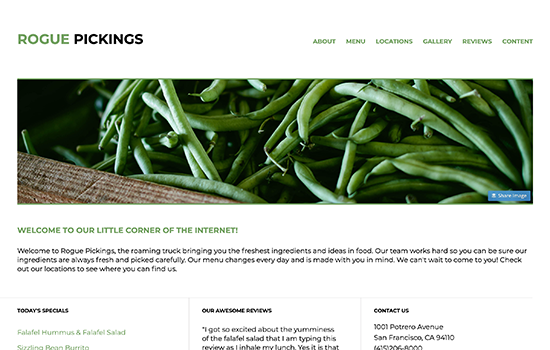 ROGUE PICKINGS
ABOUT MENU LOCATIONS GALLERY REVIEWS CONTENT
Share Image
WELCOME TO OUR LITTLE CORNER OF THE INTERNET!
Welcome to Rogue Pickings, the roaming truck bringing you the freshest ingredients and ideas in food. Our team works hard so you can be sure our
ingredients are always fresh and picked carefully. Our menu changes every day and is made with you in mind. We can't wait to come to you! Check
out our locations to see where you can find us.
TODAY'S SPECIALS
Falafel Hummus & Falafel Salad
Sizzling Bean Burrito
OUR AWESOME REVIEWS
"I got so excited about the yumminess
of the falafel salad that I am typing this
review as I inhale my lunch. Yes it is that
CONTACT US
1001 Potrero Avenue
San Francisco, CA 94110
(415)206-8000